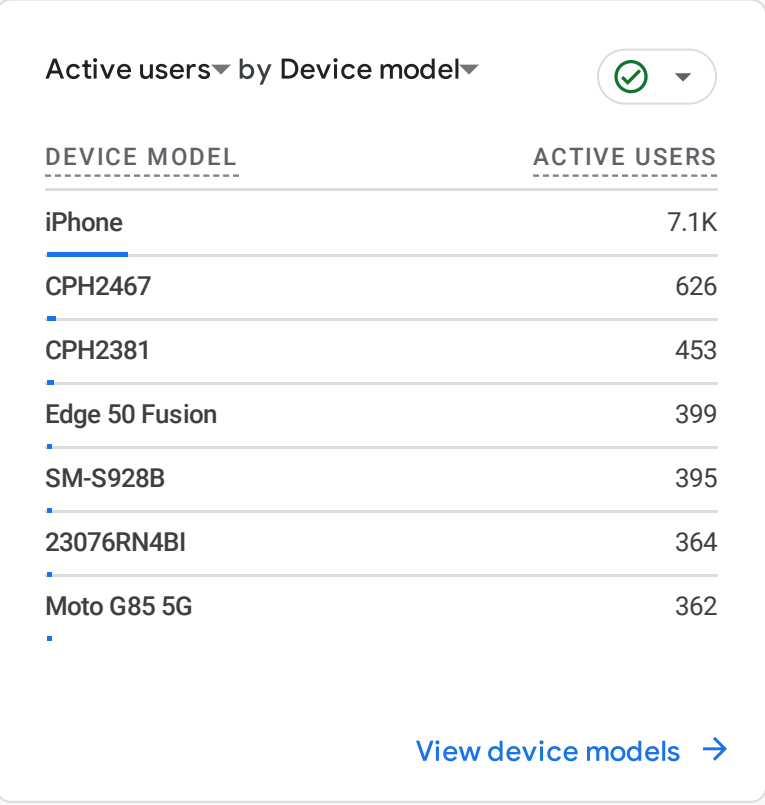 Active users by Device model
DEVICE MODEL ACTIVE USERS
iPhone 7.1K
CPH2467 626
CPH2381 453
Edge 50 Fusion 399
SM-S928B 395
23076RN4BI 364
Moto G85 5G 362
View device models